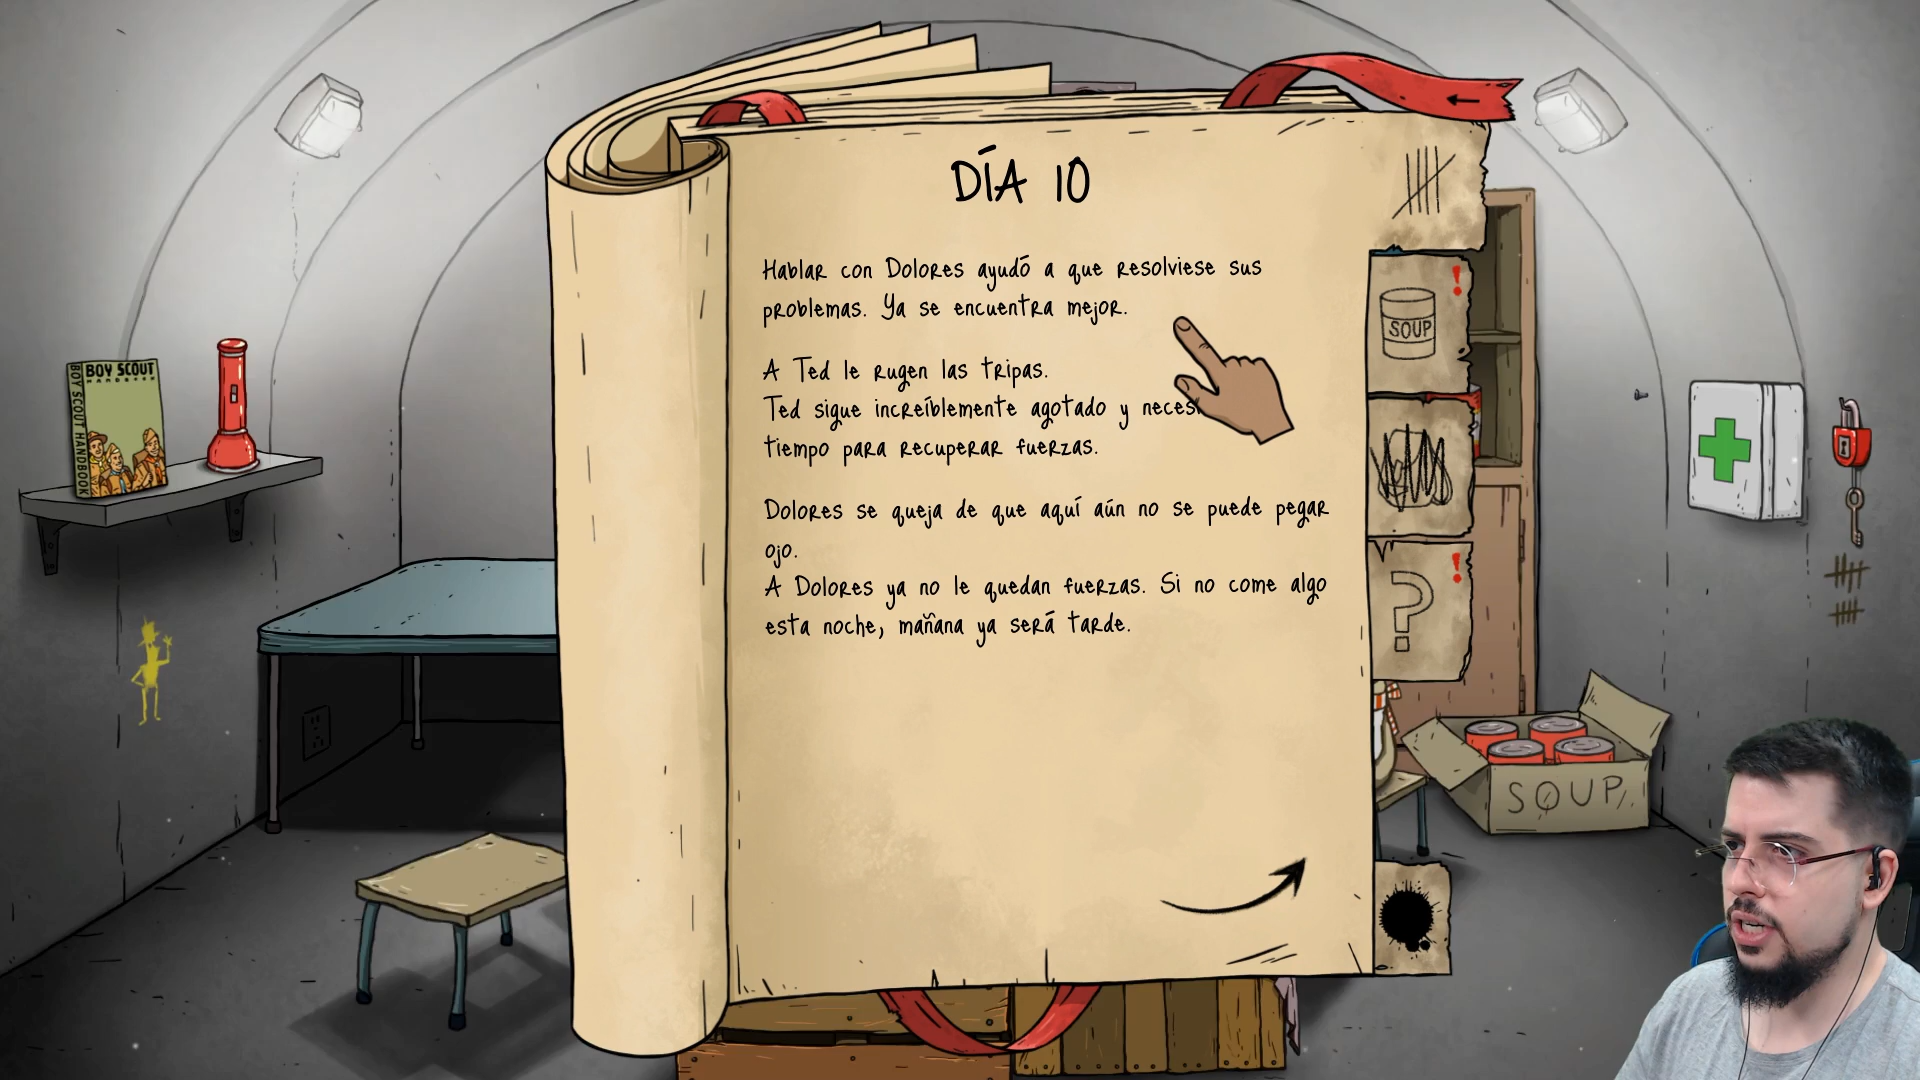 DÍA 10
Hablar con Dolores ayudó a que resolviese sus
problemas. Ya se encuentra mejor.
A Ted le rugen las tripas.
Ted sigue increíblemente agotado y
tiempo para recuperar fuerzas.
Dolores se queja de que aquí aún no se puede pegar
ojo.
A Dolores ya no le quedan fuerzas. Si no come algo
esta noche, mañana ya será tarde.
BOY SCOUT
HANDBOOK
BOY SCOUT HANDBOOK
!
SOUP
!
?
SOUP